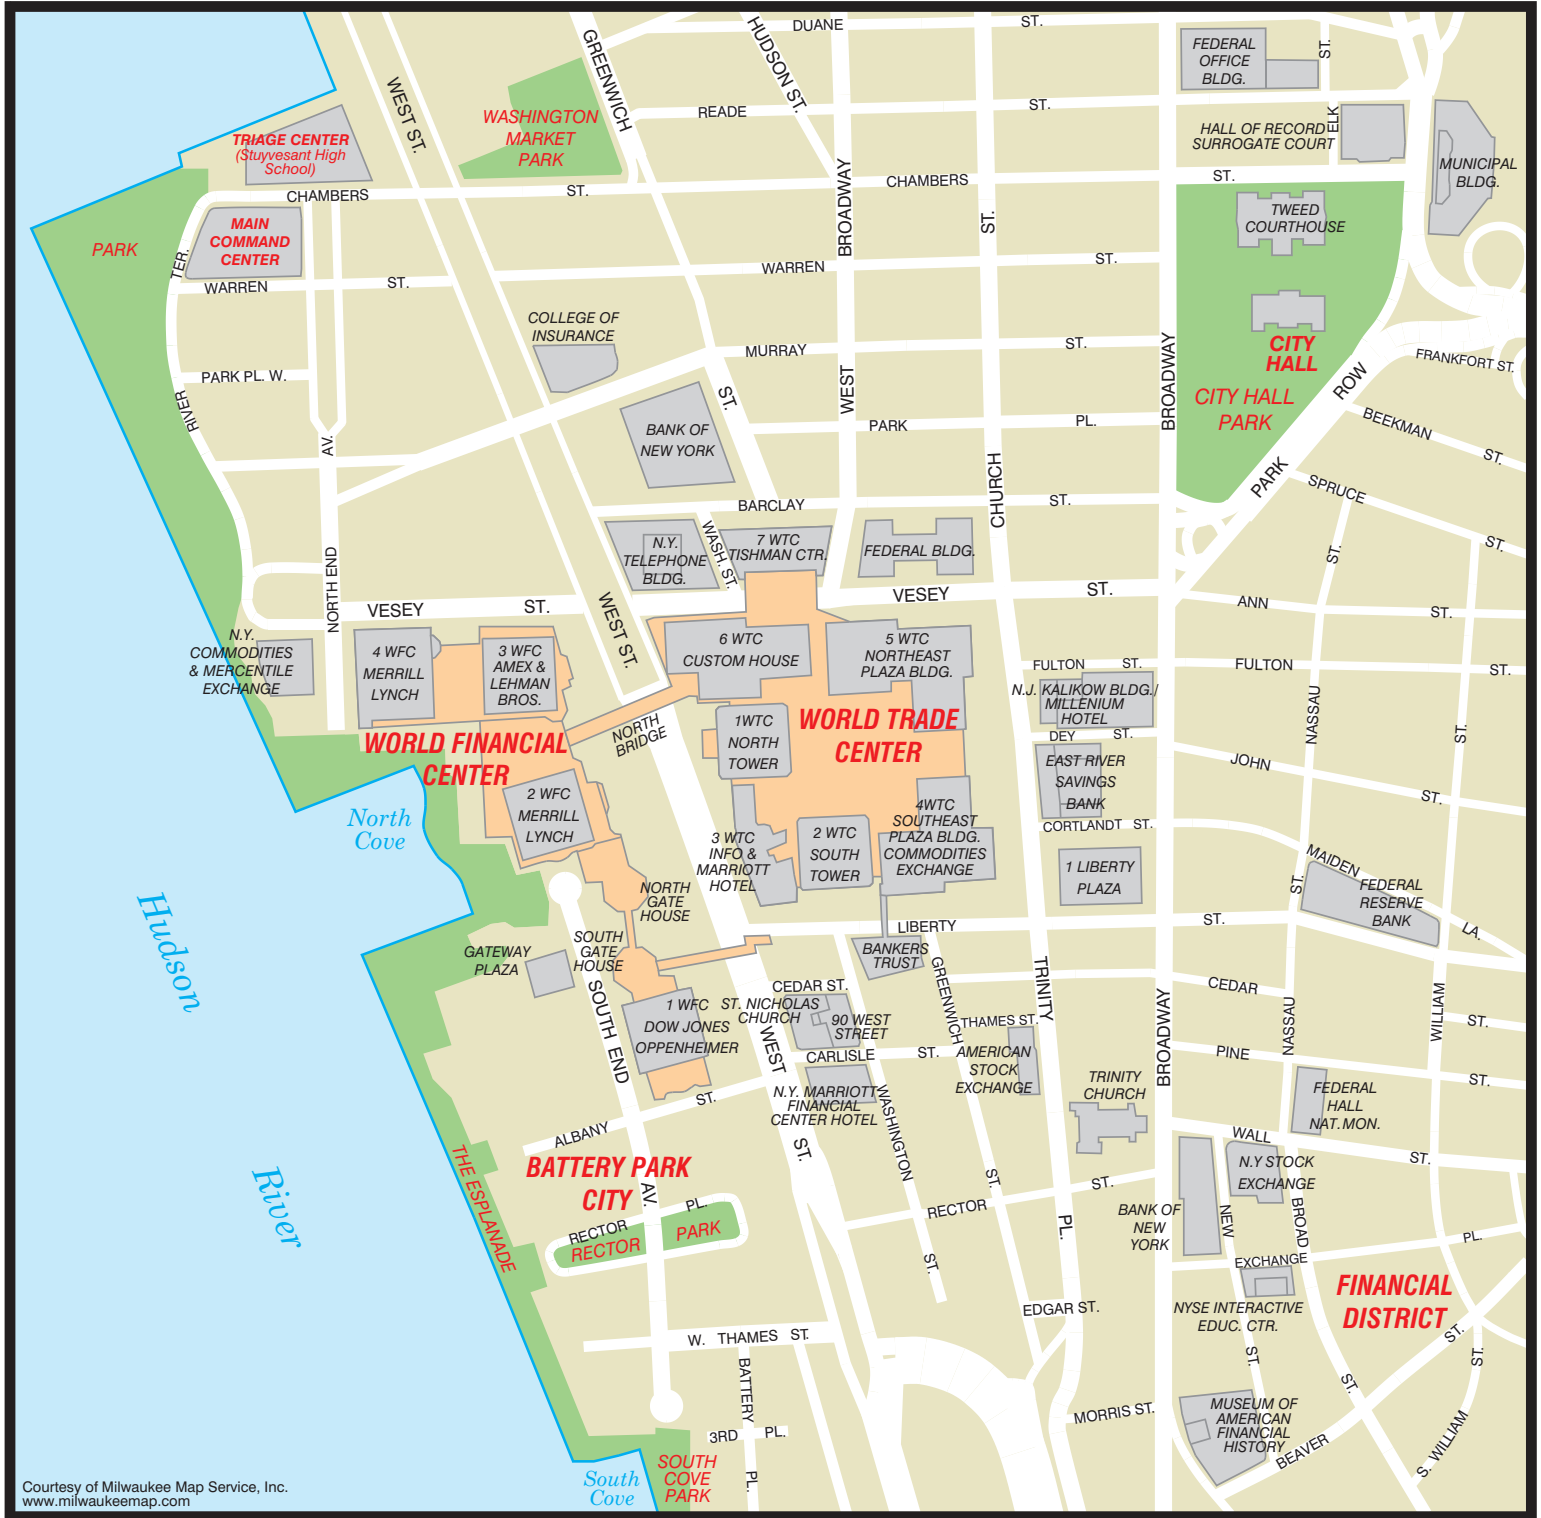 DUANE ST.
GREENWICH
HUDSON ST.
WEST ST.
FEDERAL
OFFICE
BLDG.
ST.
ELK
WASHINGTON
MARKET
PARK
READE ST.
HALL OF RECORD
SURROGATE COURT
MUNICIPAL
BLDG.
TRIAGE CENTER
(Stuyvesant High
School)
CHAMBERS ST.
CHAMBERS ST.
BROADWAY
ST.
TWEED
COURTHOUSE
MAIN
COMMAND
CENTER
PARK
TER.
WARREN ST.
WARREN ST.
COLLEGE OF
INSURANCE
MURRAY ST.
CITY
HALL
CITY HALL
PARK
BROADWAY
ROW
FRANKFORT ST.
PARK PL. W.
RIVER
ST.
WEST
BANK OF
NEW YORK
PARK PL.
BEEKMAN
ST.
AV.
CHURCH
PARK
SPRUCE
ST.
BARCLAY ST.
WASH. ST.
N.Y.
TELEPHONE
BLDG.
7 WTC
TISHMAN CTR.
FEDERAL BLDG.
ST.
NORTH END
VESEY ST.
VESEY ST.
ANN ST.
WEST ST.
N.Y.
COMMODITIES
& MERCENTILE
EXCHANGE
4 WFC
MERRILL
LYNCH
3 WFC
AMEX &
LEHMAN
BROS.
6 WTC
CUSTOM HOUSE
5 WTC
NORTHEAST
PLAZA BLDG.
FULTON ST.
FULTON ST.
N.J. KALIKOW BLDG./
MILLENIUM
HOTEL
NASSAU
ST.
NORTH
BRIDGE
1WTC
NORTH
TOWER
WORLD TRADE
CENTER
WORLD FINANCIAL
CENTER
DEY ST.
EAST RIVER
SAVINGS
BANK
JOHN
ST.
2 WFC
MERRILL
LYNCH
North
Cove
3 WTC
INFO &
MARRIOTT
HOTEL
2 WTC
SOUTH
TOWER
4WTC
SOUTHEAST
PLAZA BLDG.
COMMODITIES
EXCHANGE
CORTLANDT ST.
1 LIBERTY
PLAZA
MAIDEN
LA.
ST.
FEDERAL
RESERVE
BANK
NORTH
GATE
HOUSE
LIBERTY ST.
Hudson
River
GATEWAY
PLAZA
SOUTH
GATE
HOUSE
BANKERS
TRUST
GREENWICH
TRINITY
CEDAR ST.
CEDAR
ST.
SOUTH END
1 WFC
DOW JONES
OPPENHEIMER
ST. NICHOLAS
CHURCH
90 WEST
STREET
THAMES ST.
NASSAU
WILLIAM
WEST
CARLISLE ST.
AMERICAN
STOCK
EXCHANGE
BROADWAY
PINE
ST.
N.Y. MARRIOTT
FINANCIAL
CENTER HOTEL
WASHINGTON
TRINITY
CHURCH
FEDERAL
HALL
NAT. MON.
ALBANY ST.
WALL
ST.
ST.
BATTERY PARK
CITY
THE ESPLANADE
AV.
ST.
N.Y STOCK
EXCHANGE
RECTOR PL.
RECTOR PARK
RECTOR ST.
BANK OF
NEW
YORK
PL.
NEW
BROAD
ST.
EXCHANGE
PL.
NYSE INTERACTIVE
EDUC. CTR.
FINANCIAL
DISTRICT
EDGAR ST.
W. THAMES ST.
ST.
ST.
ST.
ST.
BATTERY
PL.
3RD PL.
MORRIS ST.
MUSEUM OF
AMERICAN
FINANCIAL
HISTORY
BEAVER
S. WILLIAM
South
Cove
SOUTH
COVE
PARK
Courtesy of Milwaukee Map Service, Inc.
www.milwaukeemap.com